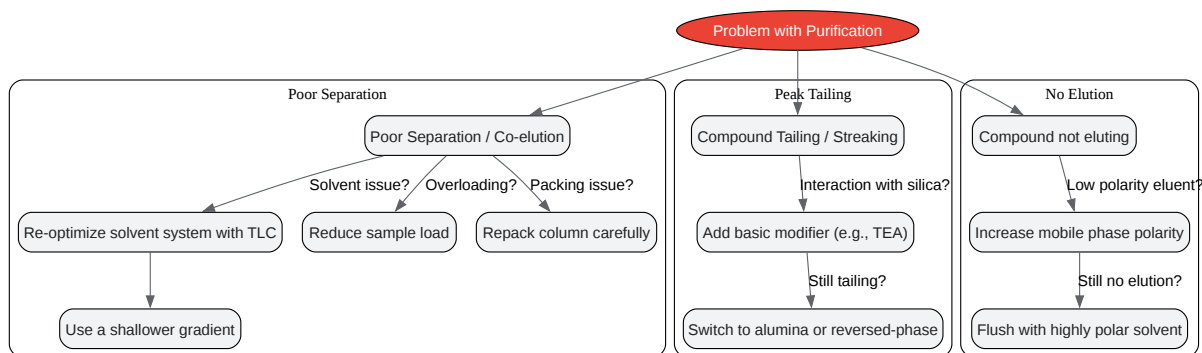 Problem with Purification
Poor Separation
Peak Tailing
No Elution
Poor Separation / Co-elution
Compound Tailing / Streaking
Compound not eluting
Solvent issue?
Overloading?
Packing issue?
Interaction with silica?
Low polarity eluent?
Re-optimize solvent system with TLC
Reduce sample load
Repack column carefully
Add basic modifier (e.g., TEA)
Increase mobile phase polarity
Still tailing?
Still no elution?
Use a shallower gradient
Switch to alumina or reversed-phase
Flush with highly polar solvent